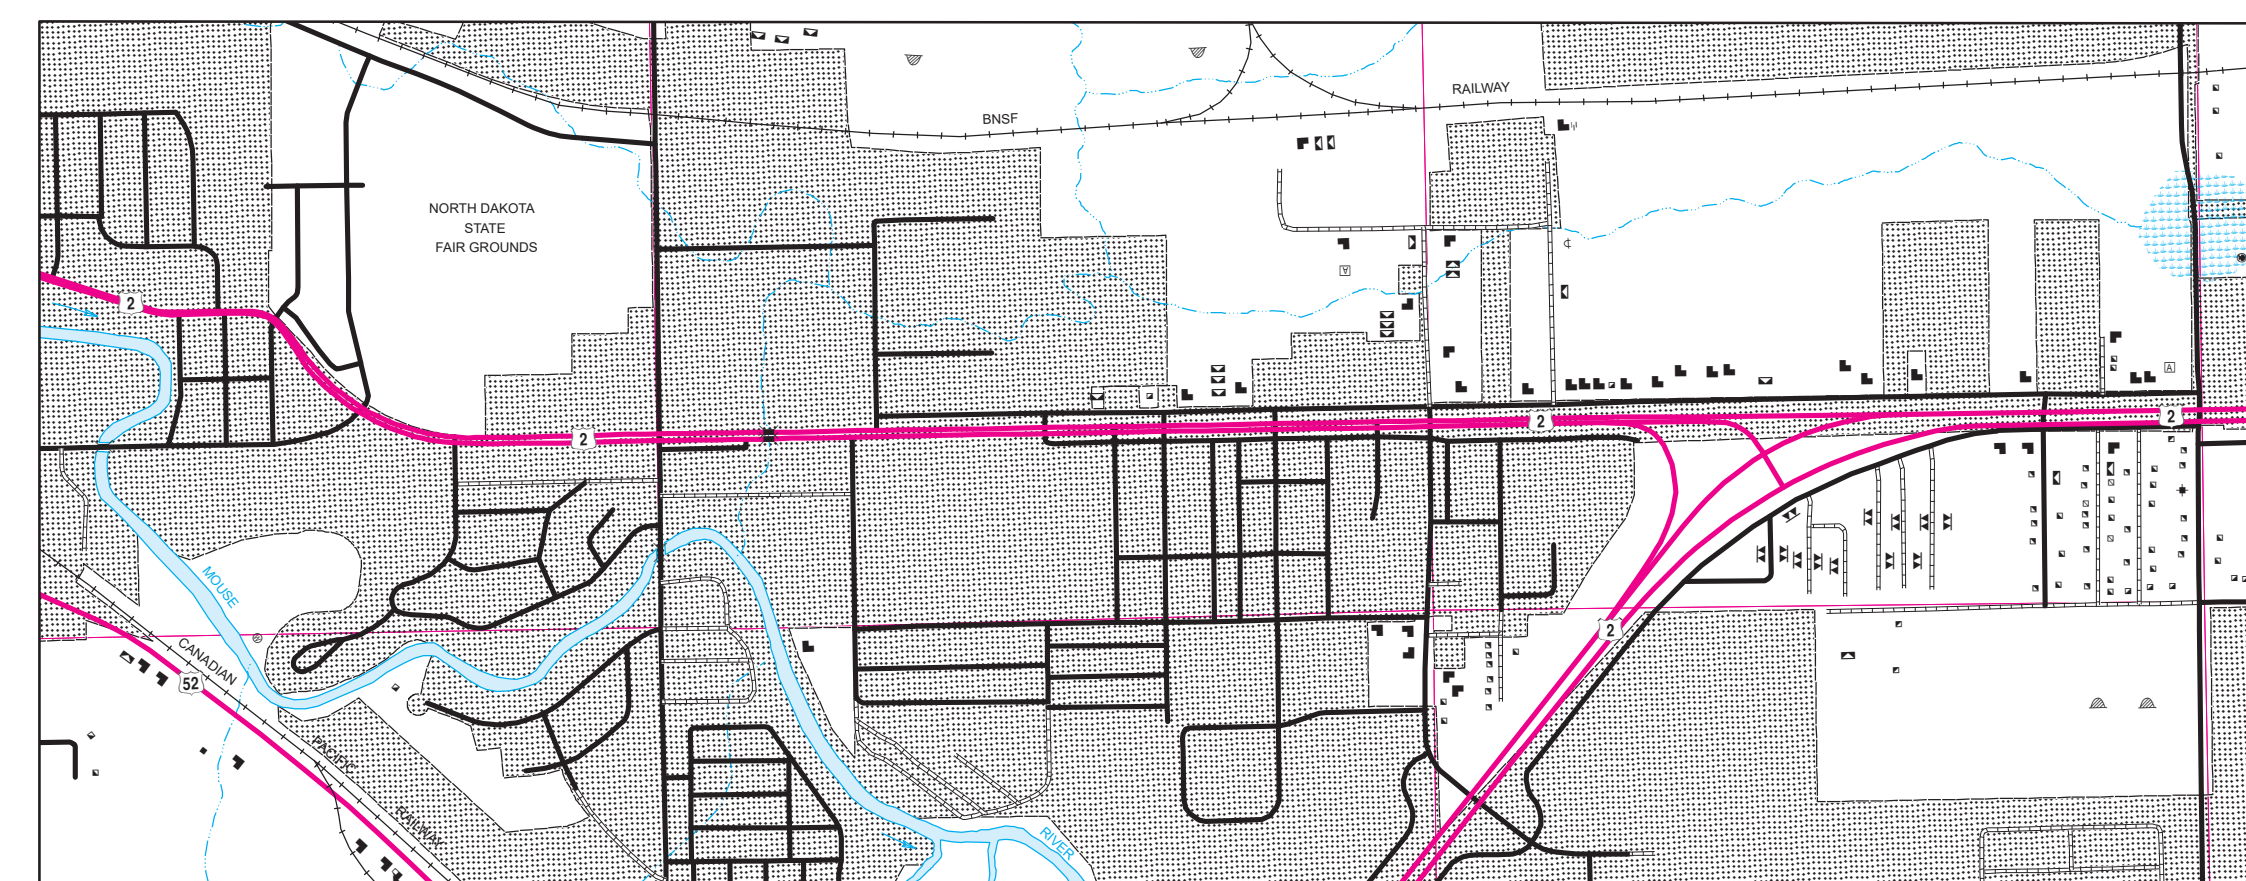 RAILWAY
BNSF
NORTH DAKOTA
STATE
FAIR GROUNDS
2
2
2
2
MOUSE
2
CANADIAN
52
PACIFIC
RAILWAY
RIVER
A
A